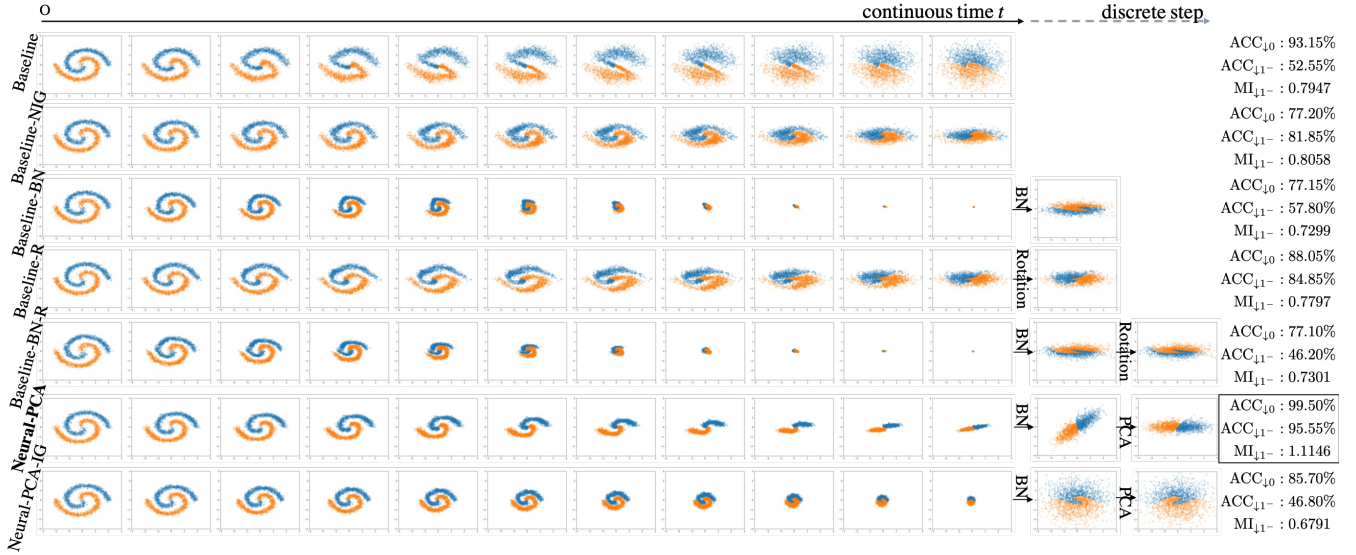 O
continuous time t
discrete step
Baseline
ACC↓0 : 93.15%
ACC↓1− : 52.55%
MI↓1− : 0.7947
Baseline-NIG
ACC↓0 : 77.20%
ACC↓1− : 81.85%
MI↓1− : 0.8058
Baseline-BN
BN
ACC↓0 : 77.15%
ACC↓1− : 57.80%
MI↓1− : 0.7299
Baseline-R
Rotation
ACC↓0 : 88.05%
ACC↓1− : 84.85%
MI↓1− : 0.7797
Baseline-BN-R
BN
Rotation
ACC↓0 : 77.10%
ACC↓1− : 46.20%
MI↓1− : 0.7301
Neural-PCA
BN
PCA
ACC↓0 : 99.50%
ACC↓1− : 95.55%
MI↓1− : 1.1146
Neural-PCA-IG
BN
PCA
ACC↓0 : 85.70%
ACC↓1− : 46.80%
MI↓1− : 0.6791